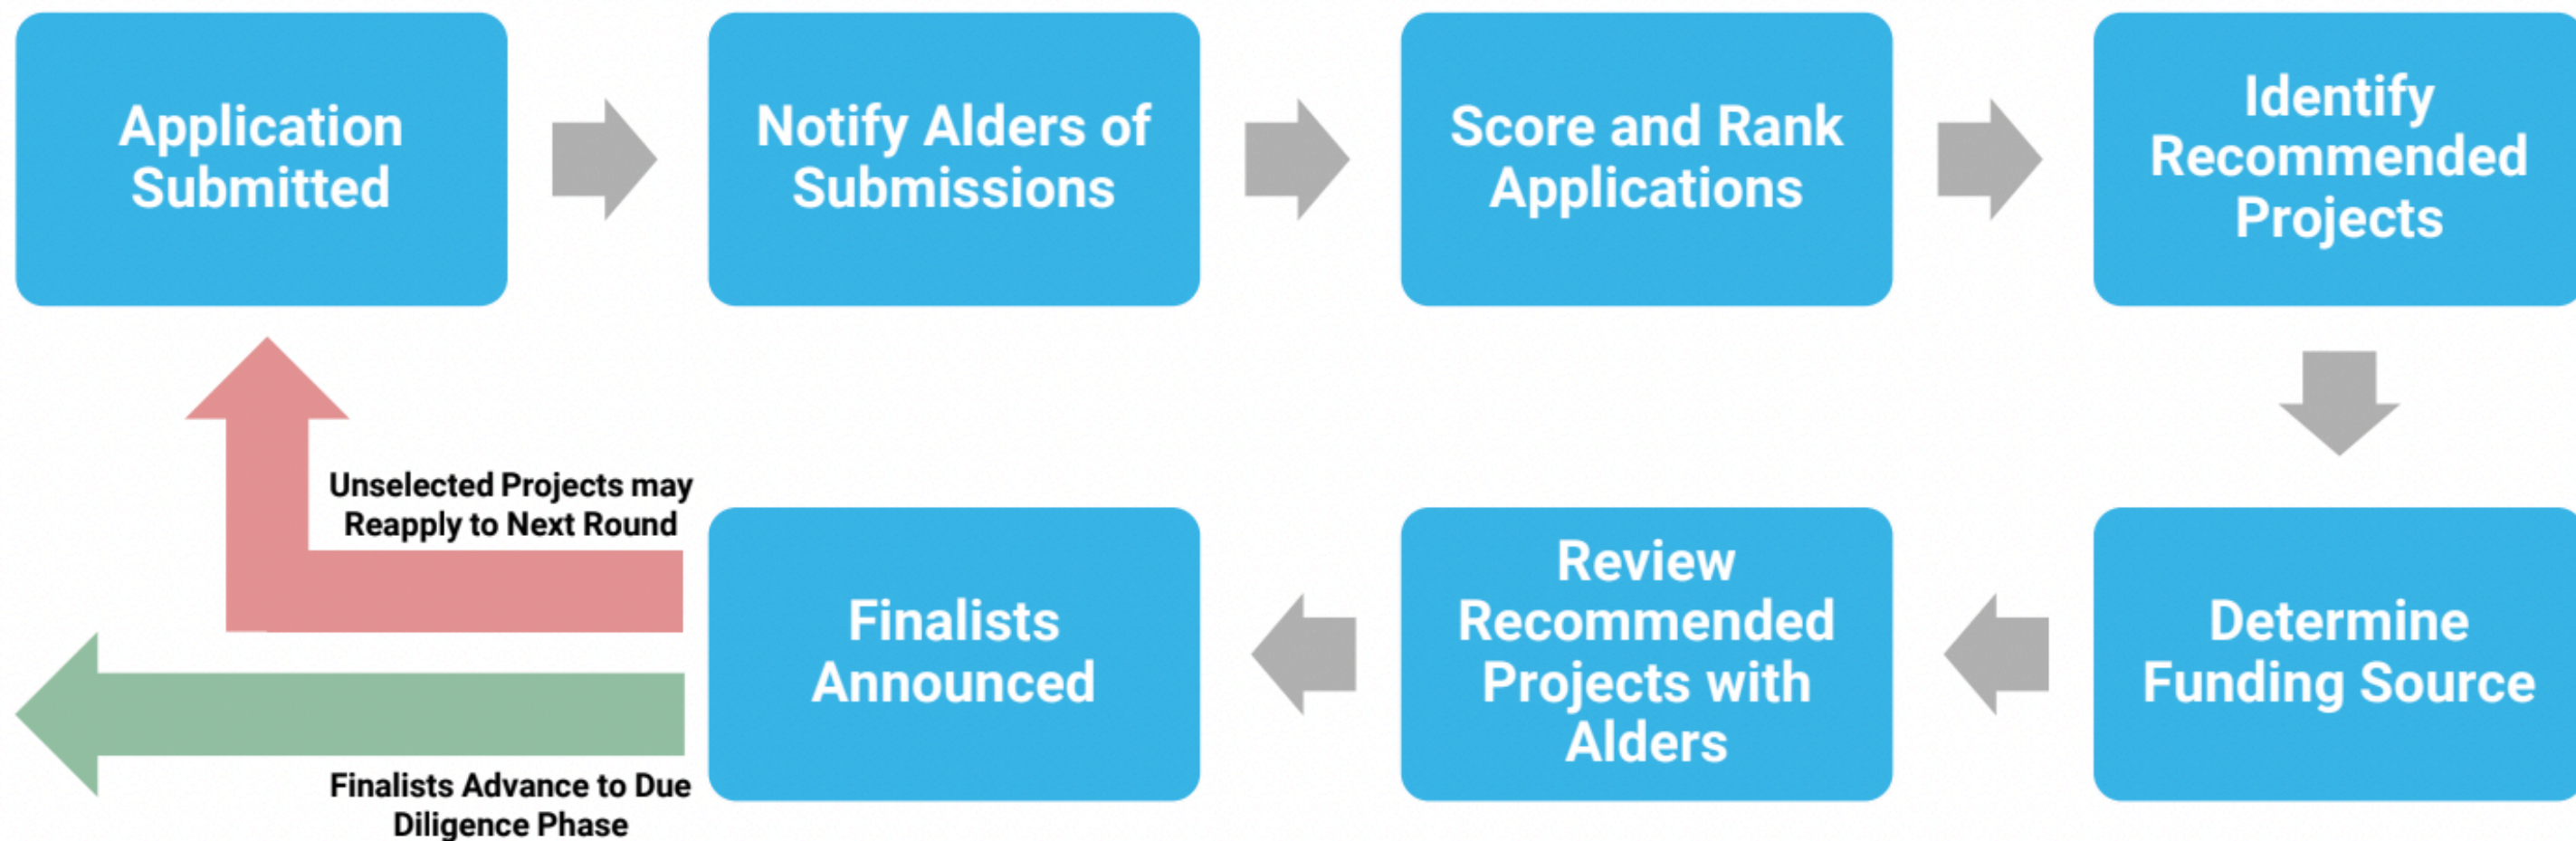 Application
Submitted
Notify Alders of
Submissions
Score and Rank
Applications
Identify
Recommended
Projects
Determine
Funding Source
Review
Recommended
Projects with
Alders
Finalists
Announced
Unselected Projects may
Reapply to Next Round
Finalists Advance to Due
Diligence Phase